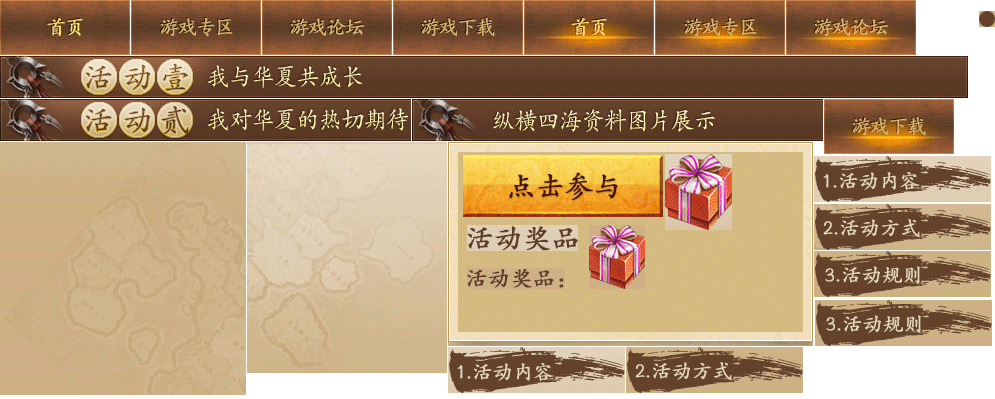 首页 游戏专区 游戏论坛 游戏下载 首页 游戏专区 游戏论坛
活动壹 我与华夏共成长
活动贰 我对华夏的热切期待 纵横四海资料图片展示 游戏下载
点击参与
活动奖品
活动奖品：
1.活动内容
2.活动方式
3.活动规则
3.活动规则
1.活动内容 2.活动方式